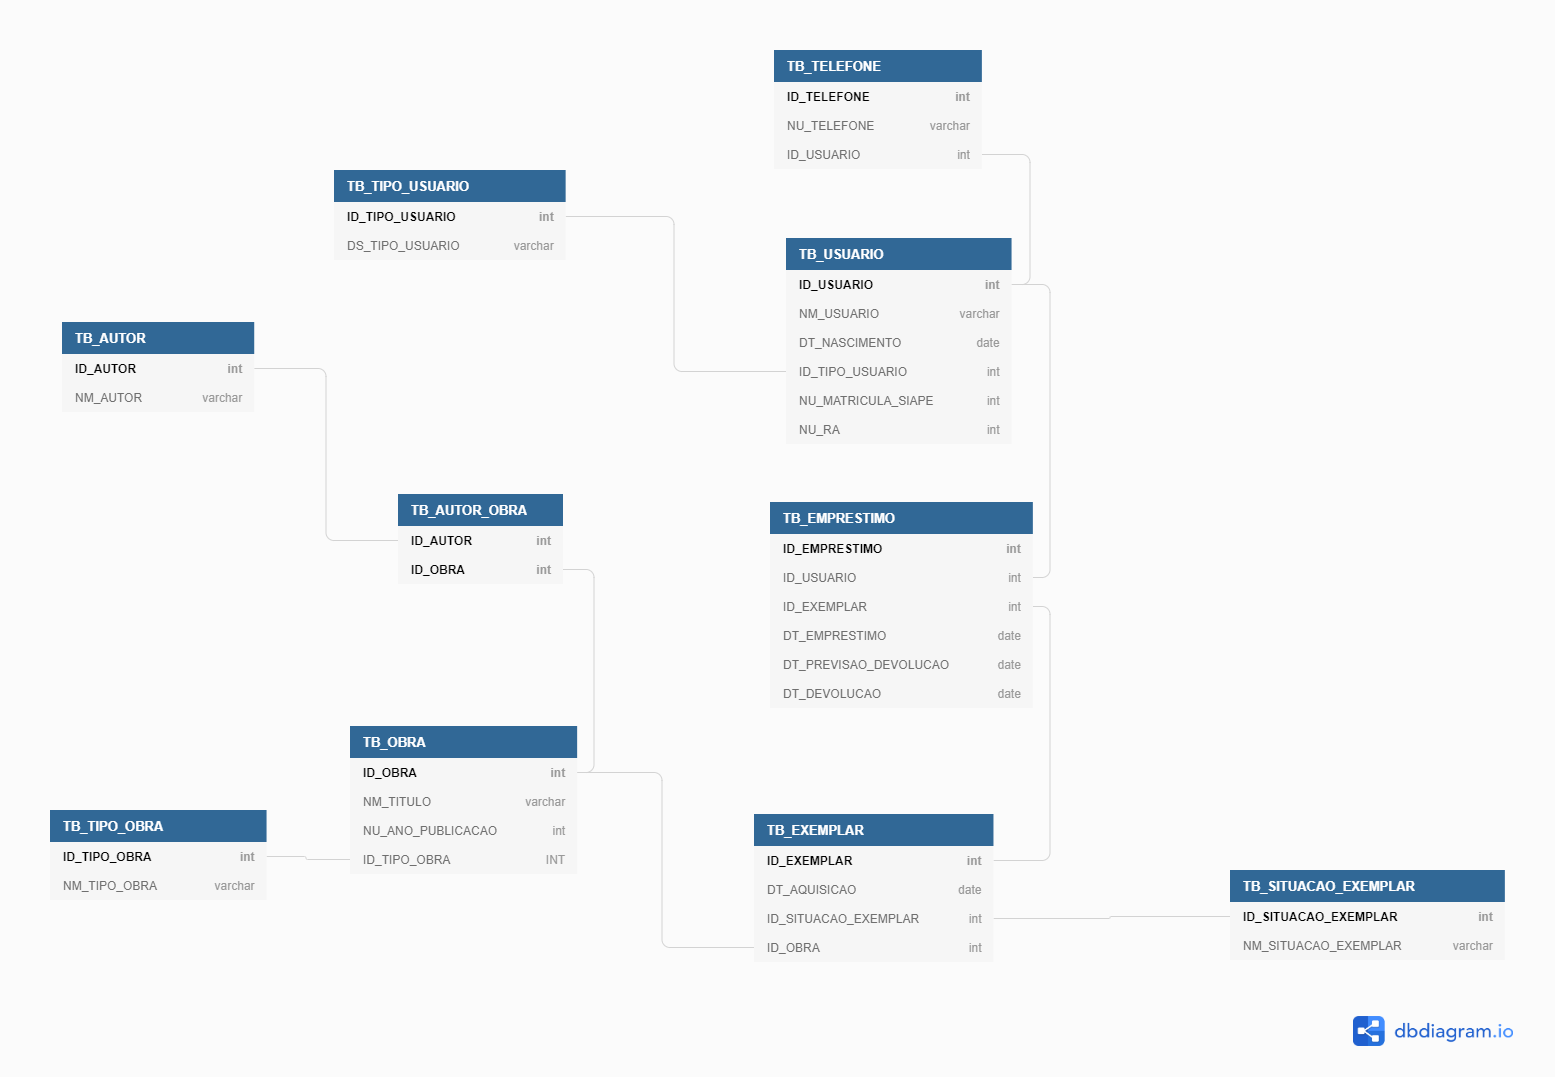 TB_TELEFONE
ID_TELEFONE int
NU_TELEFONE varchar
ID_USUARIO int
TB_TIPO_USUARIO
ID_TIPO_USUARIO int
DS_TIPO_USUARIO varchar
TB_USUARIO
ID_USUARIO int
NM_USUARIO varchar
DT_NASCIMENTO date
ID_TIPO_USUARIO int
NU_MATRICULA_SIAPE int
NU_RA int
TB_AUTOR
ID_AUTOR int
NM_AUTOR varchar
TB_AUTOR_OBRA
ID_AUTOR int
ID_OBRA int
TB_EMPRESTIMO
ID_EMPRESTIMO int
ID_USUARIO int
ID_EXEMPLAR int
DT_EMPRESTIMO date
DT_PREVISAO_DEVOLUCAO date
DT_DEVOLUCAO date
TB_OBRA
ID_OBRA int
NM_TITULO varchar
NU_ANO_PUBLICACAO int
ID_TIPO_OBRA INT
TB_TIPO_OBRA
ID_TIPO_OBRA int
NM_TIPO_OBRA varchar
TB_EXEMPLAR
ID_EXEMPLAR int
DT_AQUISICAO date
ID_SITUACAO_EXEMPLAR int
ID_OBRA int
TB_SITUACAO_EXEMPLAR
ID_SITUACAO_EXEMPLAR int
NM_SITUACAO_EXEMPLAR varchar
dbdiagram.io